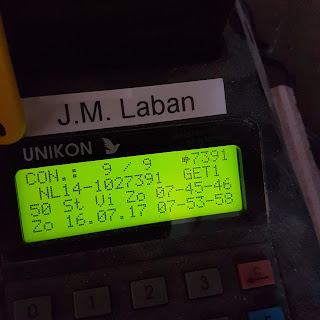 J.M. Laban
UNIKON
CON.: 9 / 9 →7391
NL14-1027391 GET1
50 St Vi Zo 07-45-46
Zo 16.07.17 07-53-58
0 1 2 3 C